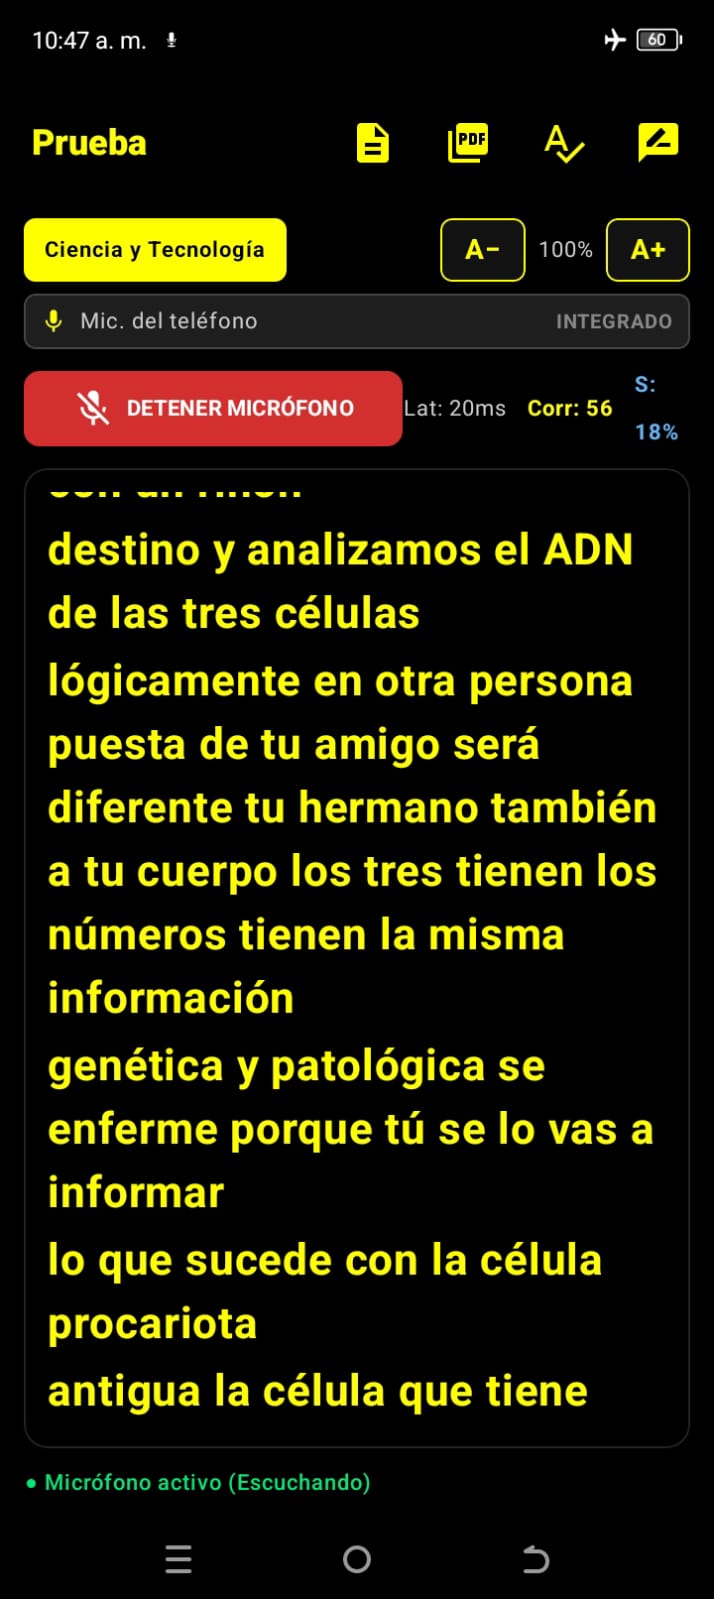 10:47 a. m.
60
Prueba
PDF
Ciencia y Tecnología
A-
100%
A+
Mic. del teléfono
INTEGRADO
DETENER MICRÓFONO
Lat: 20ms
Corr: 56
S:
18%
destino y analizamos el ADN
de las tres células
lógicamente en otra persona
puesta de tu amigo será
diferente tu hermano también
a tu cuerpo los tres tienen los
números tienen la misma
información
genética y patológica se
enferme porque tú se lo vas a
informar
lo que sucede con la célula
procariota
antigua la célula que tiene
• Micrófono activo (Escuchando)